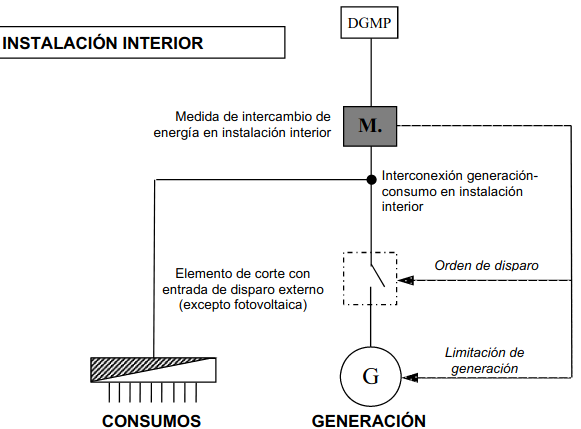 DGMP
INSTALACIÓN INTERIOR
Medida de intercambio de
energía en instalación interior
M.
Interconexión generación-
consumo en instalación
interior
Elemento de corte con
entrada de disparo externo
(excepto fotovoltaica)
Orden de disparo
Limitación de
generación
G
CONSUMOS
GENERACIÓN